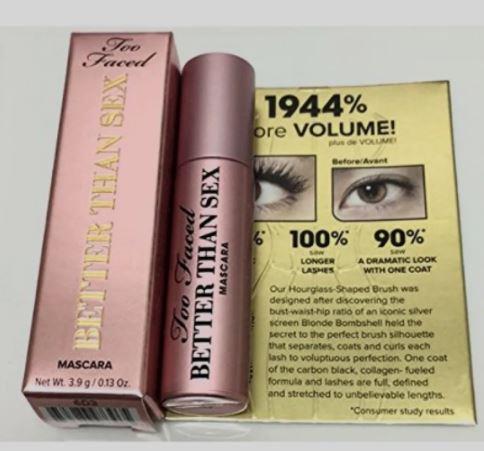 Too
Faced
BETTER THAN SEX
MASCARA
Net Wt. 3.9 g / 0.13 Oz.
603
Too Faced
BETTER THAN SEX
MASCARA
1944%
ore VOLUME!
plus de VOLUME!
Before/Avant
%*
100%*
saw
LONGER
LASHES
90%*
saw
A DRAMATIC LOOK
WITH ONE COAT
Our Hourglass-Shaped Brush was
designed after discovering the
bust-waist-hip ratio of an iconic silver
screen Blonde Bombshell held the
secret to the perfect brush silhouette
that separates, coats and curls each
lash to voluptuous perfection. One coat
of the carbon black, collagen- fueled
formula and lashes are full, defined
and stretched to unbelievable lengths.
*Consumer study results